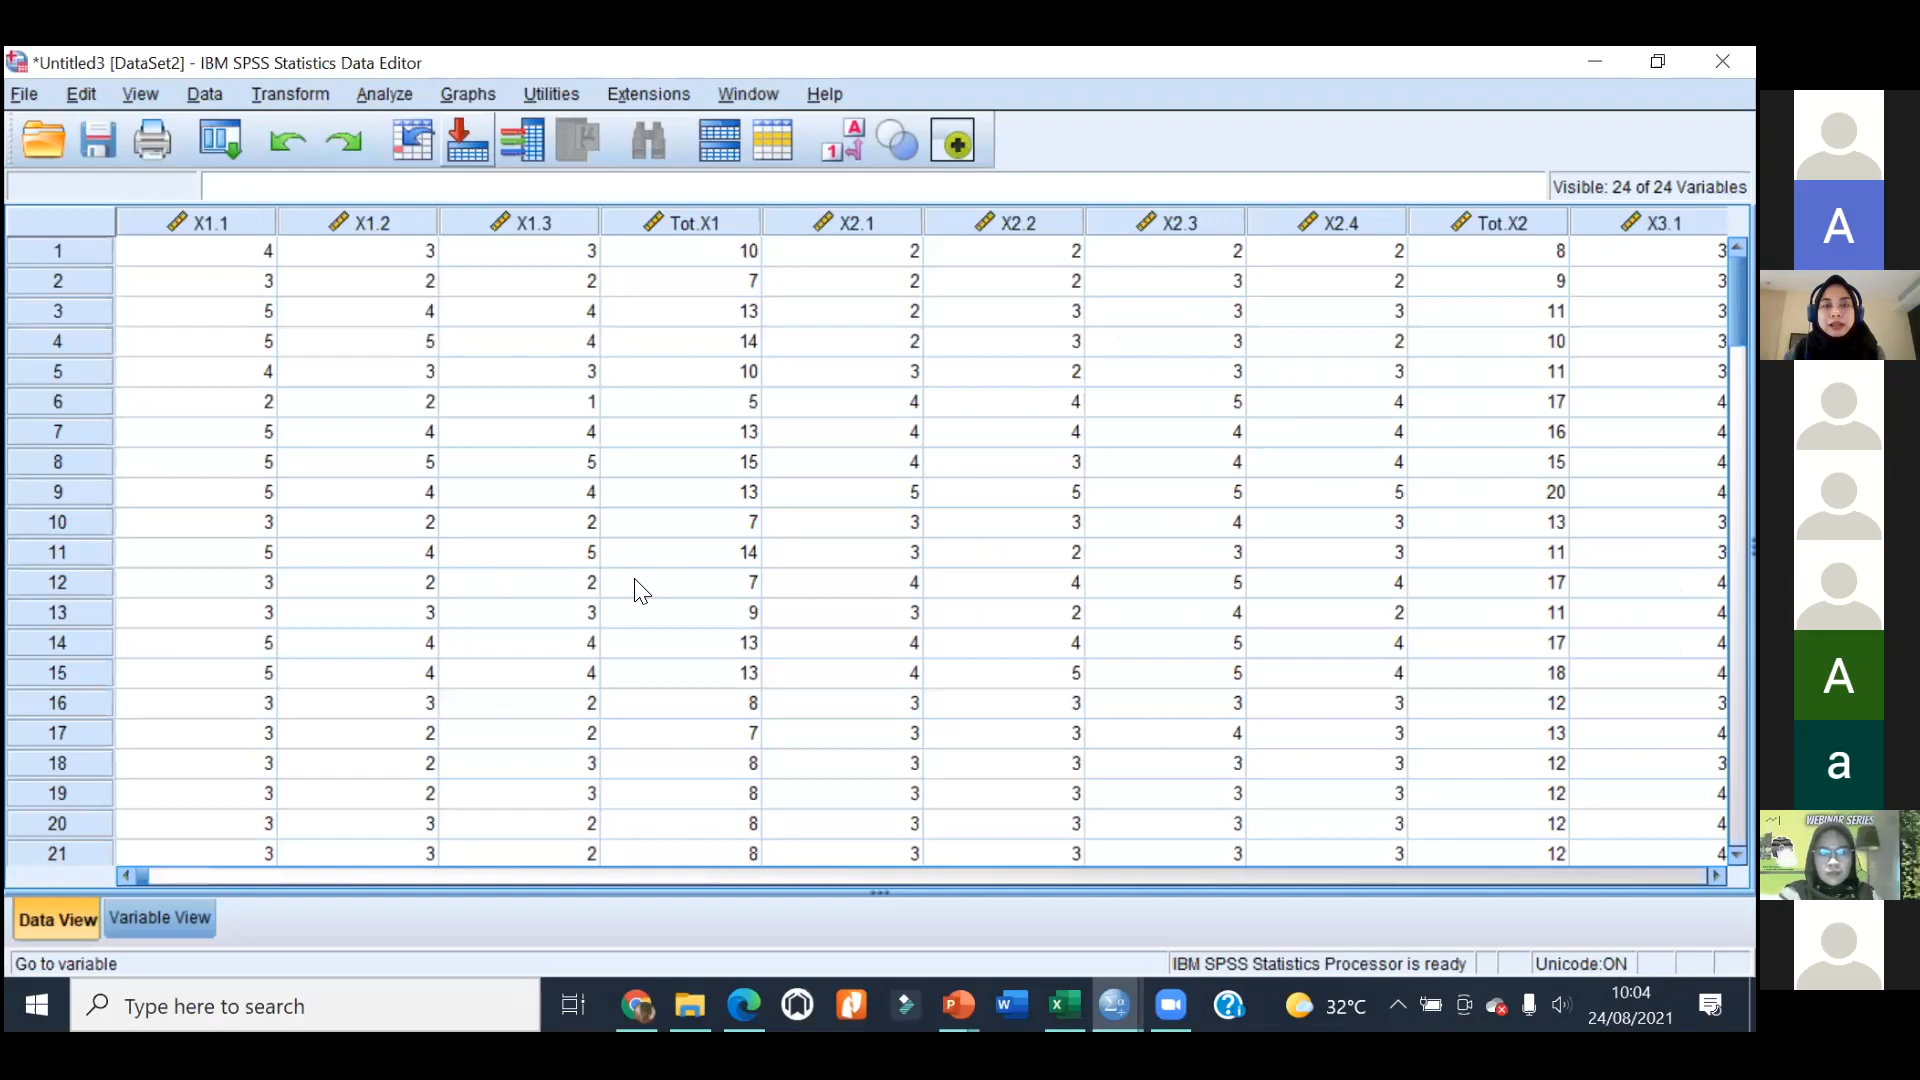 *Untitled3 [DataSet2] - IBM SPSS Statistics Data Editor
File Edit View Data Transform Analyze Graphs Utilities Extensions Window Help
Visible: 24 of 24 Variables
X1.1 X1.2 X1.3 Tot.X1 X2.1 X2.2 X2.3 X2.4 Tot.X2 X3.1
1 4 3 3 10 2 2 2 2 8 3
2 3 2 2 7 2 2 3 2 9 3
3 5 4 4 13 2 3 3 3 11 3
4 5 5 4 14 2 3 3 2 10 3
5 4 3 3 10 3 2 3 3 11 3
6 2 2 1 5 4 4 5 4 17 4
7 5 4 4 13 4 4 4 4 16 4
8 5 5 5 15 4 3 4 4 15 4
9 5 4 4 13 5 5 5 5 20 4
10 3 2 2 7 3 3 4 3 13 3
11 5 4 5 14 3 2 3 3 11 3
12 3 2 2 7 4 4 5 4 17 4
13 3 3 3 9 3 2 4 2 11 4
14 5 4 4 13 4 4 5 4 17 4
15 5 4 4 13 4 5 5 4 18 4
16 3 3 2 8 3 3 3 3 12 3
17 3 2 2 7 3 3 4 3 13 4
18 3 2 3 8 3 3 3 3 12 3
19 3 2 3 8 3 3 3 3 12 4
20 3 3 2 8 3 3 3 3 12 4
21 3 3 2 8 3 3 3 3 12 4
Data View Variable View
Go to variable
IBM SPSS Statistics Processor is ready
Unicode:ON
Type here to search
32°C
10:04
24/08/2021
A
A
a
WEBINAR SERIES